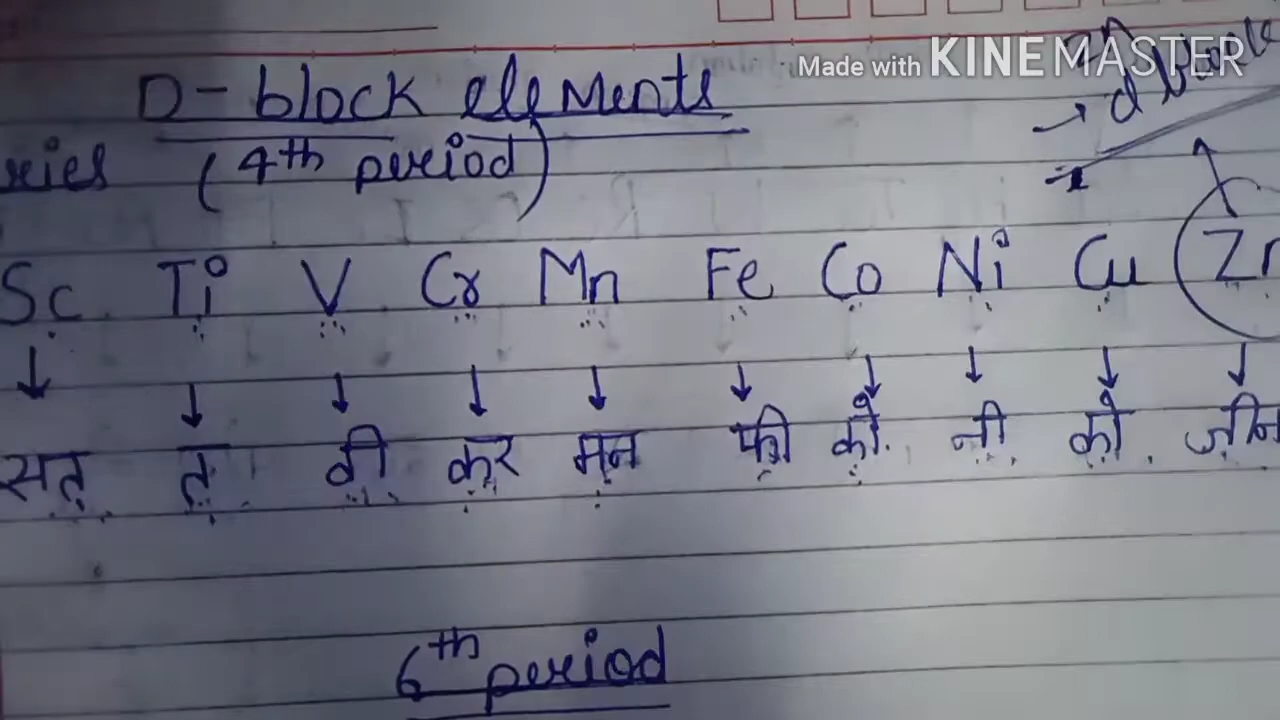 Made with KINEMASTER
D-block elements
→ d block
ries (4th period)
Sc Ti V Cr Mn Fe Co Ni Cu Zn
↓ ↓ ↓ ↓ ↓ ↓ ↓ ↓ ↓ ↓
सत् त् वी कर मन फी को नी को ज़ीन
6th period